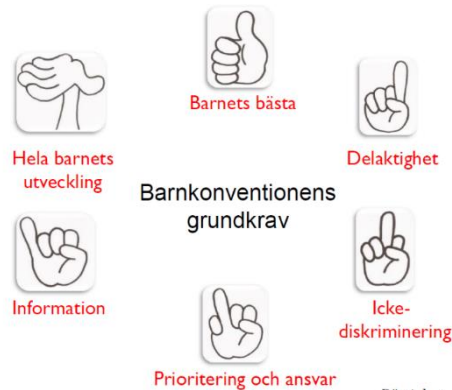 Barnets bästa
Hela barnets
utveckling
Delaktighet
Barnkonventionens
grundkrav
Information
Icke-
diskriminering
Prioritering och ansvar